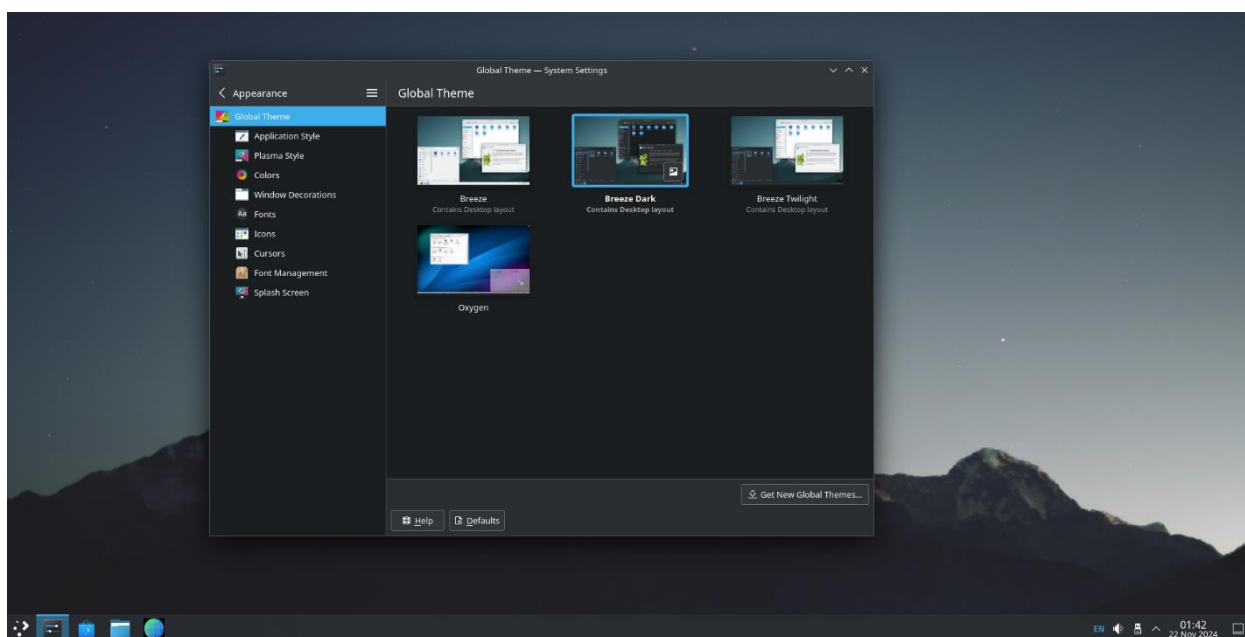 Global Theme — System Settings
Appearance
Global Theme
Global Theme
Application Style
Plasma Style
Colors
Window Decorations
Aa Fonts
Icons
Cursors
Font Management
Splash Screen
Breeze
Contains Desktop layout
Breeze Dark
Contains Desktop layout
Breeze Twilight
Contains Desktop layout
Oxygen
Get New Global Themes...
Help
Defaults
EN
01:42
22 Nov 2024